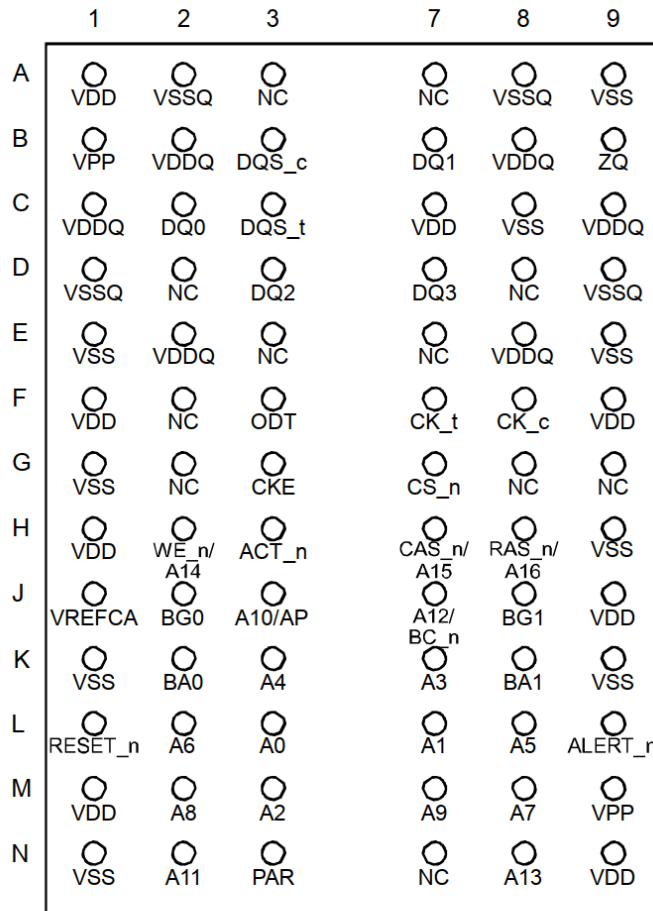 1 2 3 7 8 9
A
VDD VSSQ NC NC VSSQ VSS
B
VPP VDDQ DQS_c DQ1 VDDQ ZQ
C
VDDQ DQ0 DQS_t VDD VSS VDDQ
D
VSSQ NC DQ2 DQ3 NC VSSQ
E
VSS VDDQ NC NC VDDQ VSS
F
VDD NC ODT CK_t CK_c VDD
G
VSS NC CKE CS_n NC NC
H
VDD WE_n/ ACT_n CAS_n/ RAS_n/ VSS
A14 A15 A16
J
VREFCA BG0 A10/AP A12/ BG1 VDD
BC_n
K
VSS BA0 A4 A3 BA1 VSS
L
RESET_n A6 A0 A1 A5 ALERT_n
M
VDD A8 A2 A9 A7 VPP
N
VSS A11 PAR NC A13 VDD